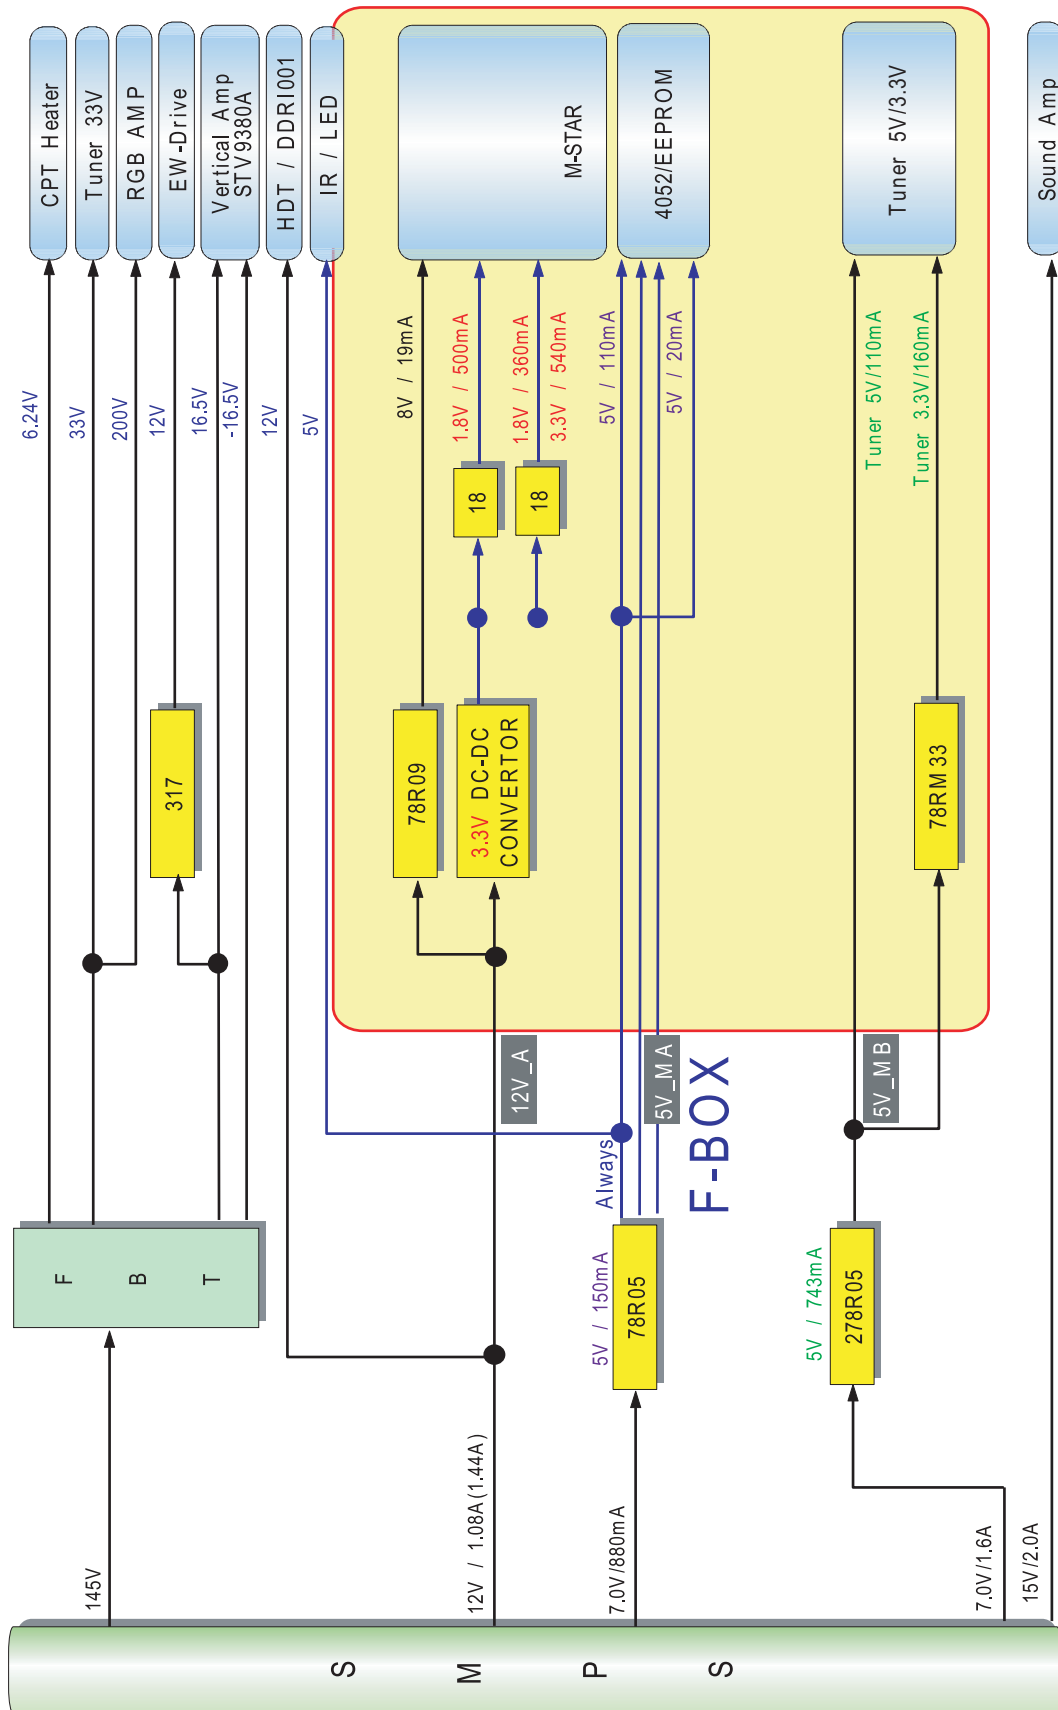 CPT Heater
Tuner 33V
RGB AMP
EW-Drive
Vertical Amp
STV9380A
HDT / DDRI001
IR / LED
M-STAR
4052/EEPROM
Tuner 5V/3.3V
Sound Amp
6.24V
33V
200V
12V
16.5V
-16.5V
12V
5V
8V / 19mA
1.8V / 500mA
1.8V / 360mA
3.3V / 540mA
5V / 110mA
5V / 20mA
Tuner 5V/110mA
Tuner 3.3V/160mA
18
18
317
78R09
3.3V DC-DC
CONVERTOR
78RM33
12V_A
5V_MA
5V_MB
Always
F-BOX
F B T
5V / 150mA
78R05
5V / 743mA
278R05
145V
12V / 1.08A(1.44A)
7.0V/880mA
7.0V/1.6A
15V/2.0A
S M P S